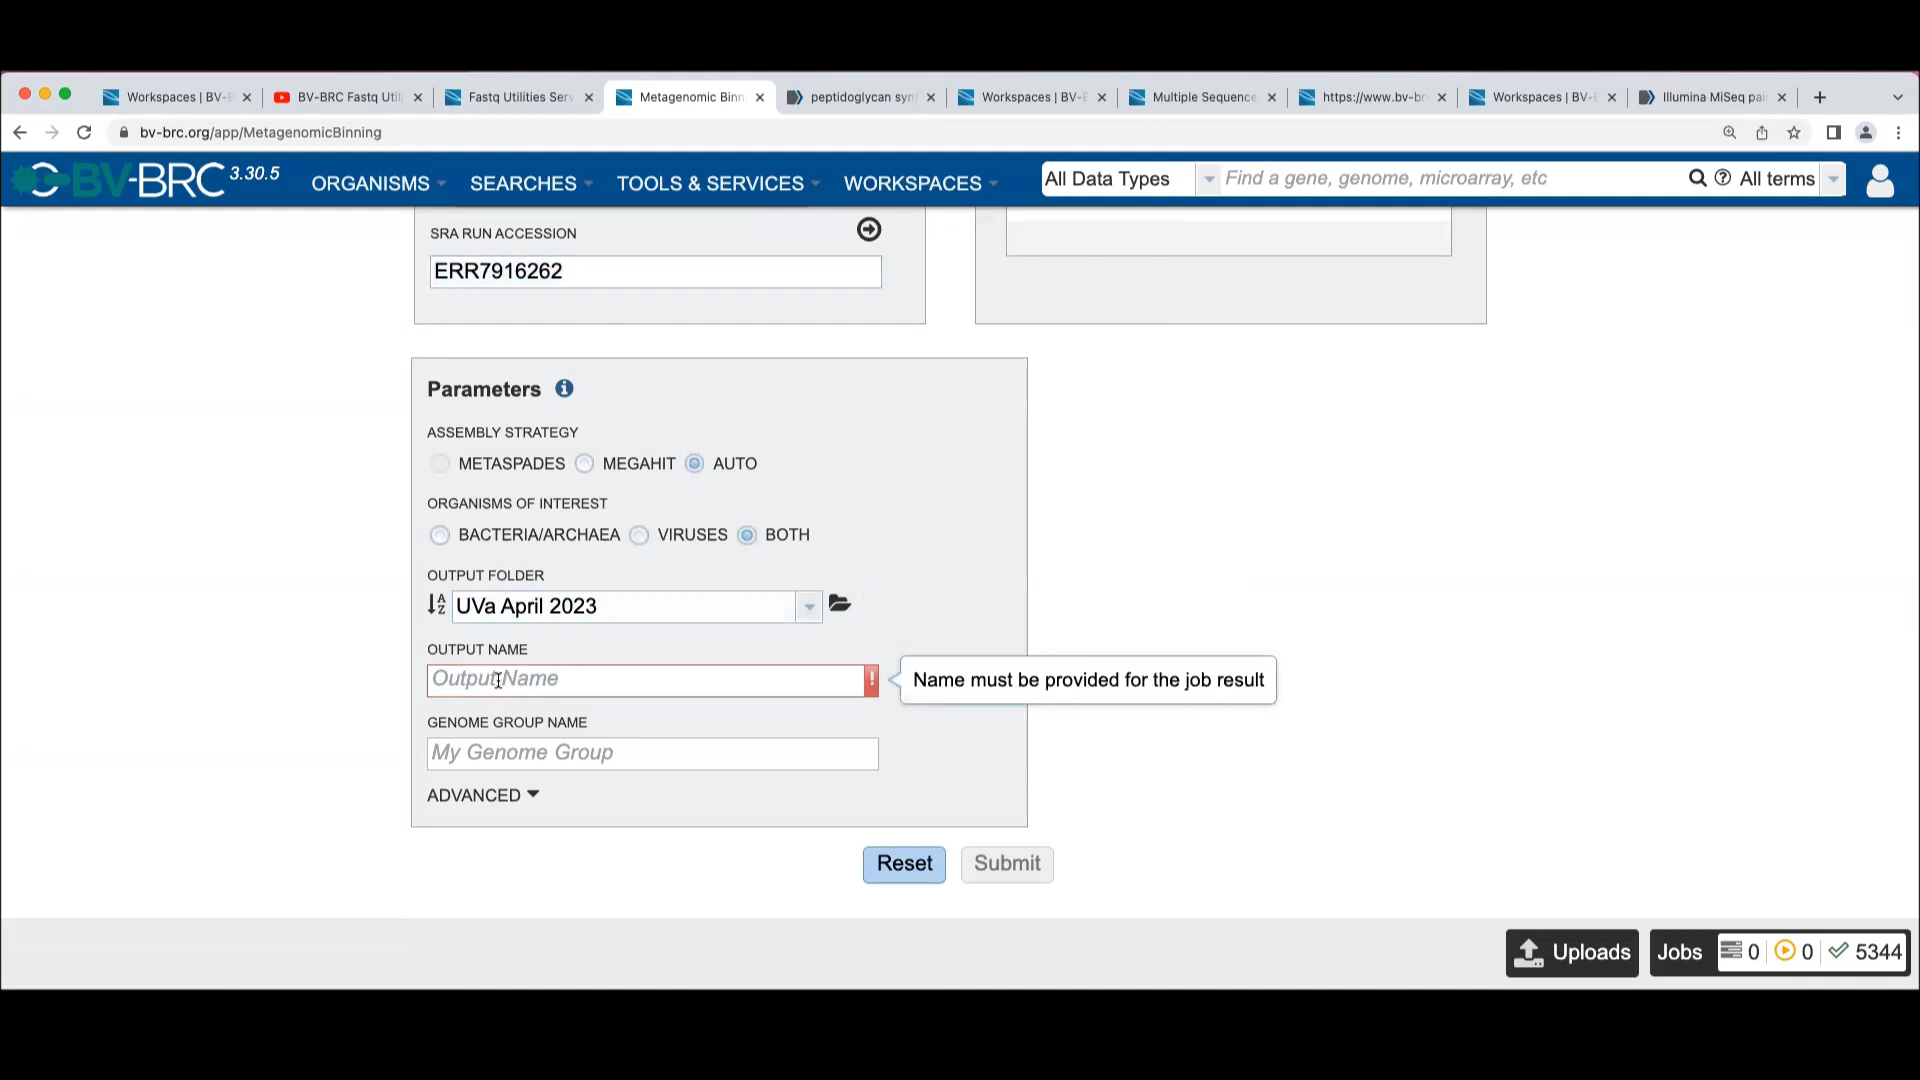 Workspaces | BV-
BV-BRC Fastq Util
Fastq Utilities Serv
Metagenomic Binn
peptidoglycan syn
Workspaces | BV-
Multiple Sequence
https://www.bv-br
Workspaces | BV-
Illumina MiSeq pai
bv-brc.org/app/MetagenomicBinning
BV-BRC 3.30.5
ORGANISMS
SEARCHES
TOOLS & SERVICES
WORKSPACES
All Data Types
Find a gene, genome, microarray, etc
All terms
SRA RUN ACCESSION
ERR7916262
Parameters
ASSEMBLY STRATEGY
METASPADES MEGAHIT AUTO
ORGANISMS OF INTEREST
BACTERIA/ARCHAEA VIRUSES BOTH
OUTPUT FOLDER
UVa April 2023
OUTPUT NAME
Output Name
Name must be provided for the job result
GENOME GROUP NAME
My Genome Group
ADVANCED
Reset
Submit
Uploads
Jobs 0 0 5344